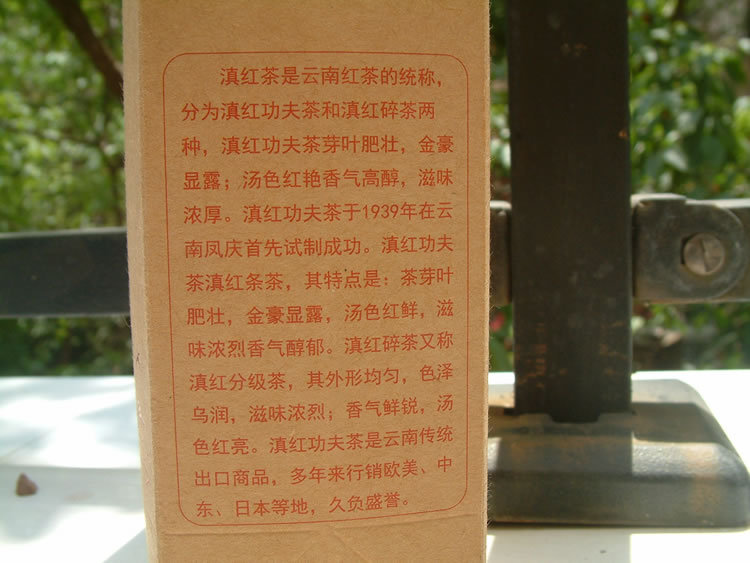 滇红茶是云南红茶的统称，
分为滇红功夫茶和滇红碎茶两
种，滇红功夫茶芽叶肥壮，金豪
显露；汤色红艳香气高醇，滋味
浓厚。滇红功夫茶于1939年在云
南凤庆首先试制成功。滇红功夫
茶滇红条茶，其特点是：茶芽叶
肥壮，金豪显露，汤色红鲜，滋
味浓烈香气醇郁。滇红碎茶又称
滇红分级茶，其外形均匀，色泽
乌润，滋味浓烈；香气鲜锐，汤
色红亮。滇红功夫茶是云南传统
出口商品，多年来行销欧美、中
东、日本等地，久负盛誉。